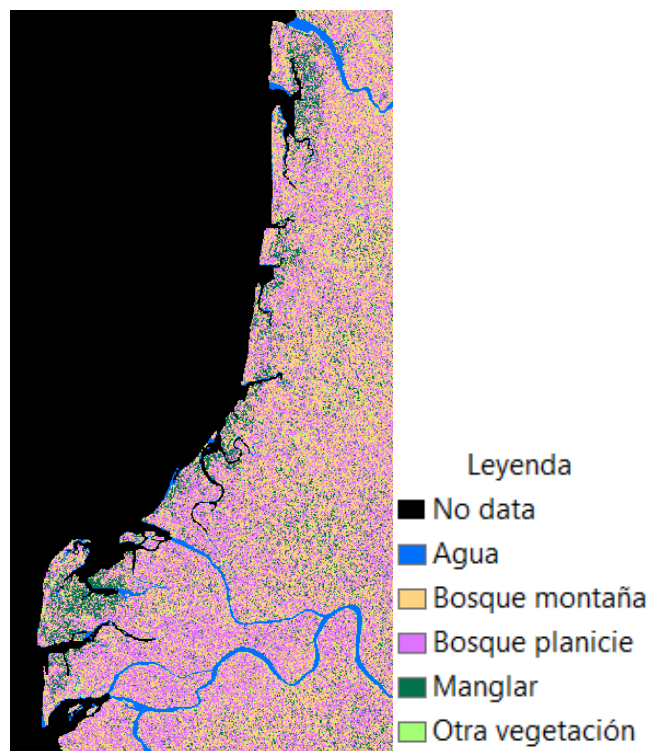 Leyenda
No data
Agua
Bosque montaña
Bosque planicie
Manglar
Otra vegetación